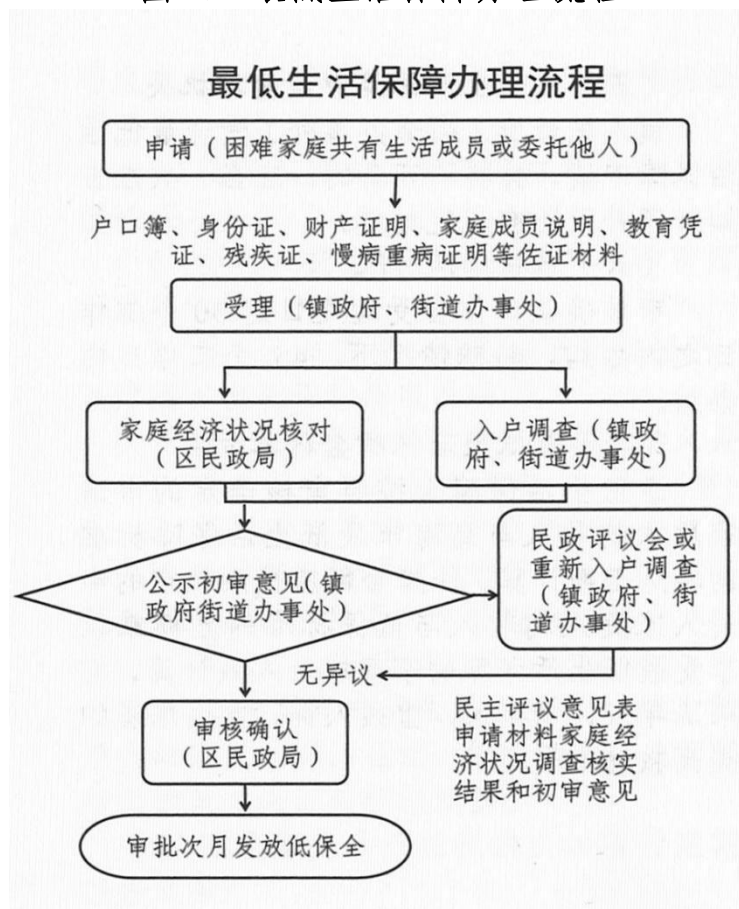 最低生活保障办理流程
申请（困难家庭共有生活成员或委托他人）
户口簿、身份证、财产证明、家庭成员说明、教育凭
证、残疾证、慢病重病证明等佐证材料
受理（镇政府、街道办事处）
家庭经济状况核对
（区民政局）
入户调查（镇政
府、街道办事处）
公示初审意见（镇
政府街道办事处）
民政评议会或
重新入户调查
（镇政府、街
道办事处）
无异议
审核确认
（区民政局）
民主评议意见表
申请材料家庭经
济状况调查核实
结果和初审意见
审批次月发放低保全